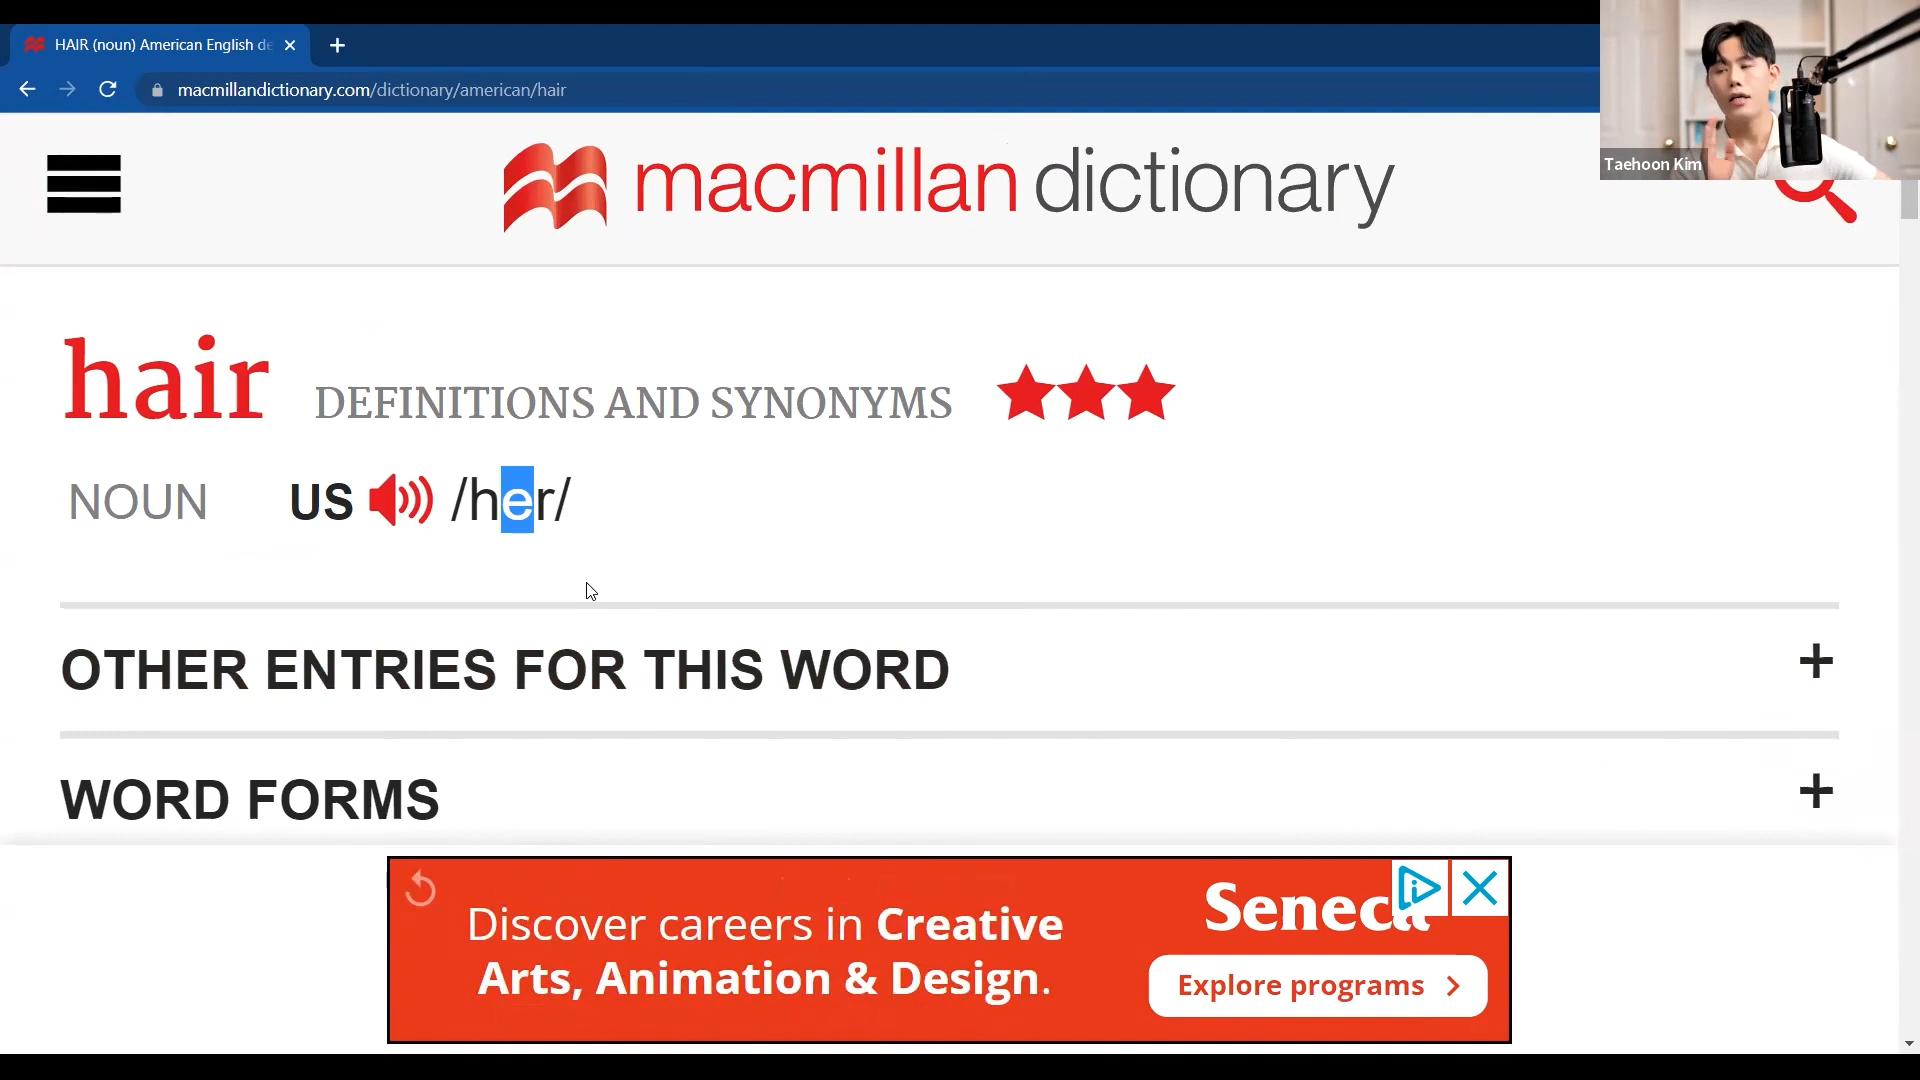 HAIR (noun) American English de
macmillandictionary.com/dictionary/american/hair
Taehoon Kim
macmillan dictionary
hair DEFINITIONS AND SYNONYMS
NOUN US /her/
OTHER ENTRIES FOR THIS WORD
WORD FORMS
Discover careers in Creative
Arts, Animation & Design.
Seneca
Explore programs